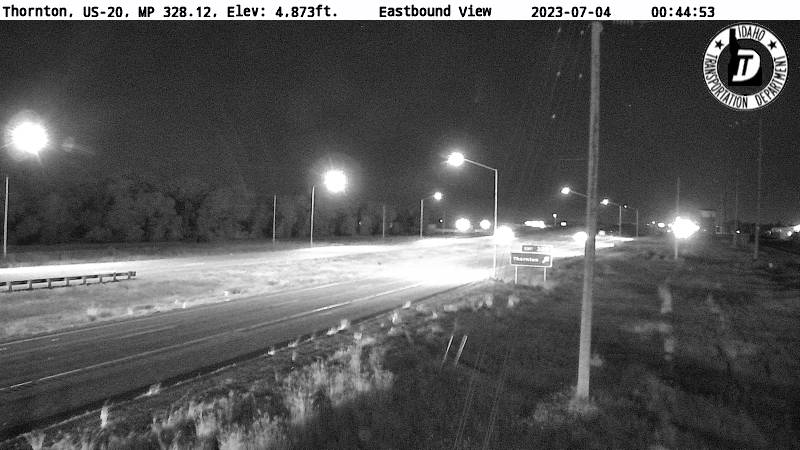 Thornton, US-20, MP 328.12, Elev: 4,873ft. Eastbound View 2023-07-04 00:44:53
IDAHO TRANSPORTATION DEPARTMENT
Thornton